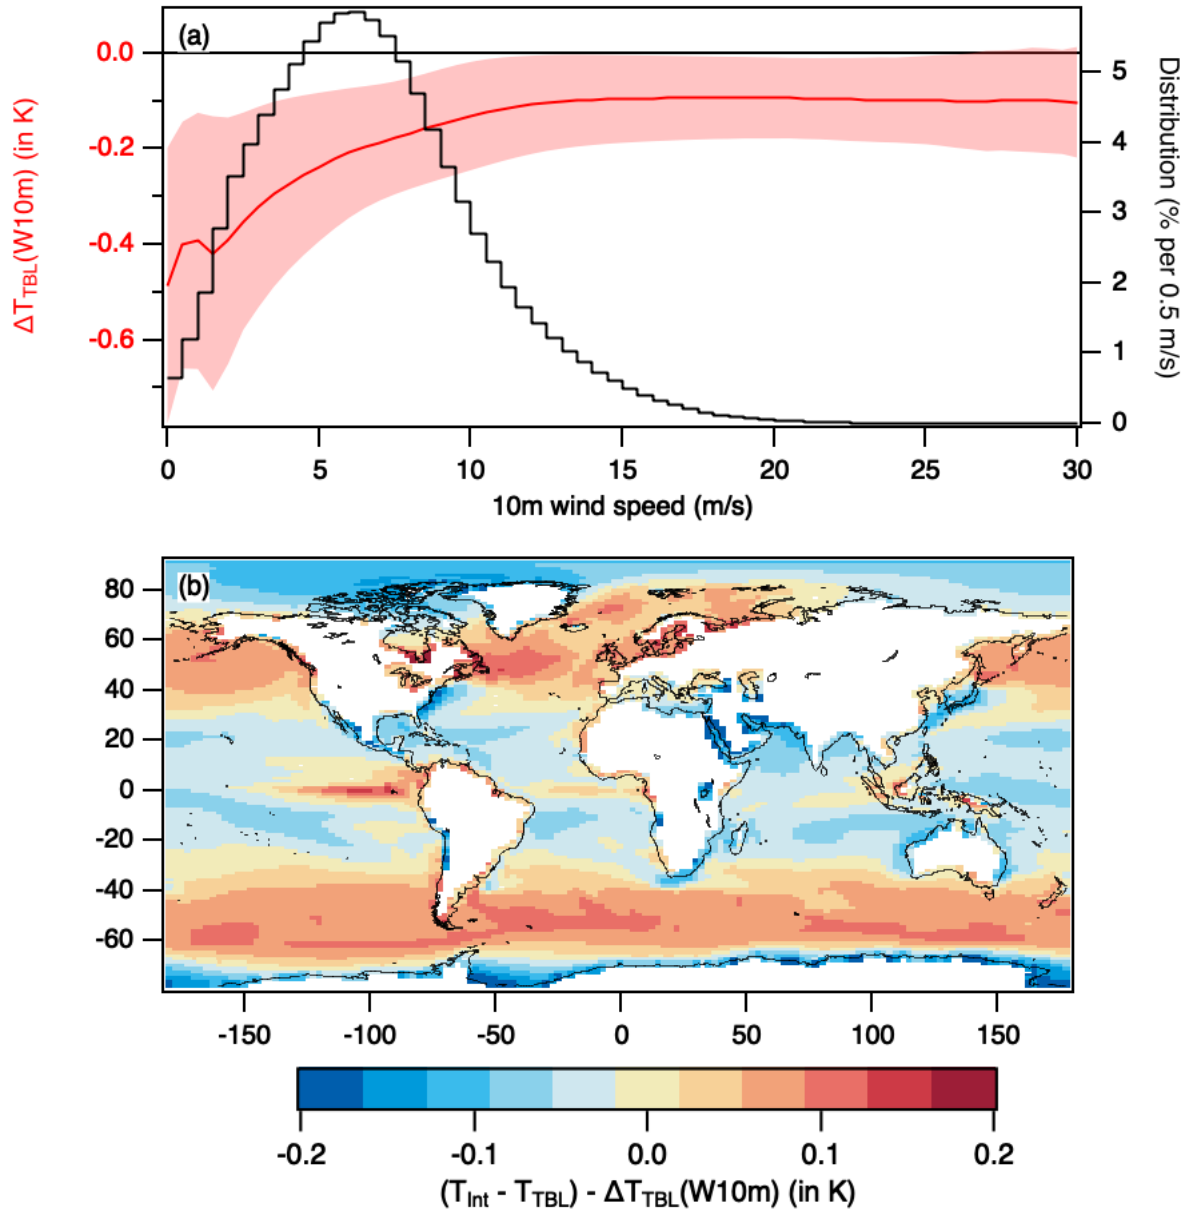 (a)
0.0
-0.2
-0.4
-0.6
ΔT_TBL(W10m) (in K)
5
4
3
2
1
0
Distribution (% per 0.5 m/s)
0 5 10 15 20 25 30
10m wind speed (m/s)
(b)
80
60
40
20
0
-20
-40
-60
-150 -100 -50 0 50 100 150
-0.2 -0.1 0.0 0.1 0.2
(T_Int - T_TBL) - ΔT_TBL(W10m) (in K)